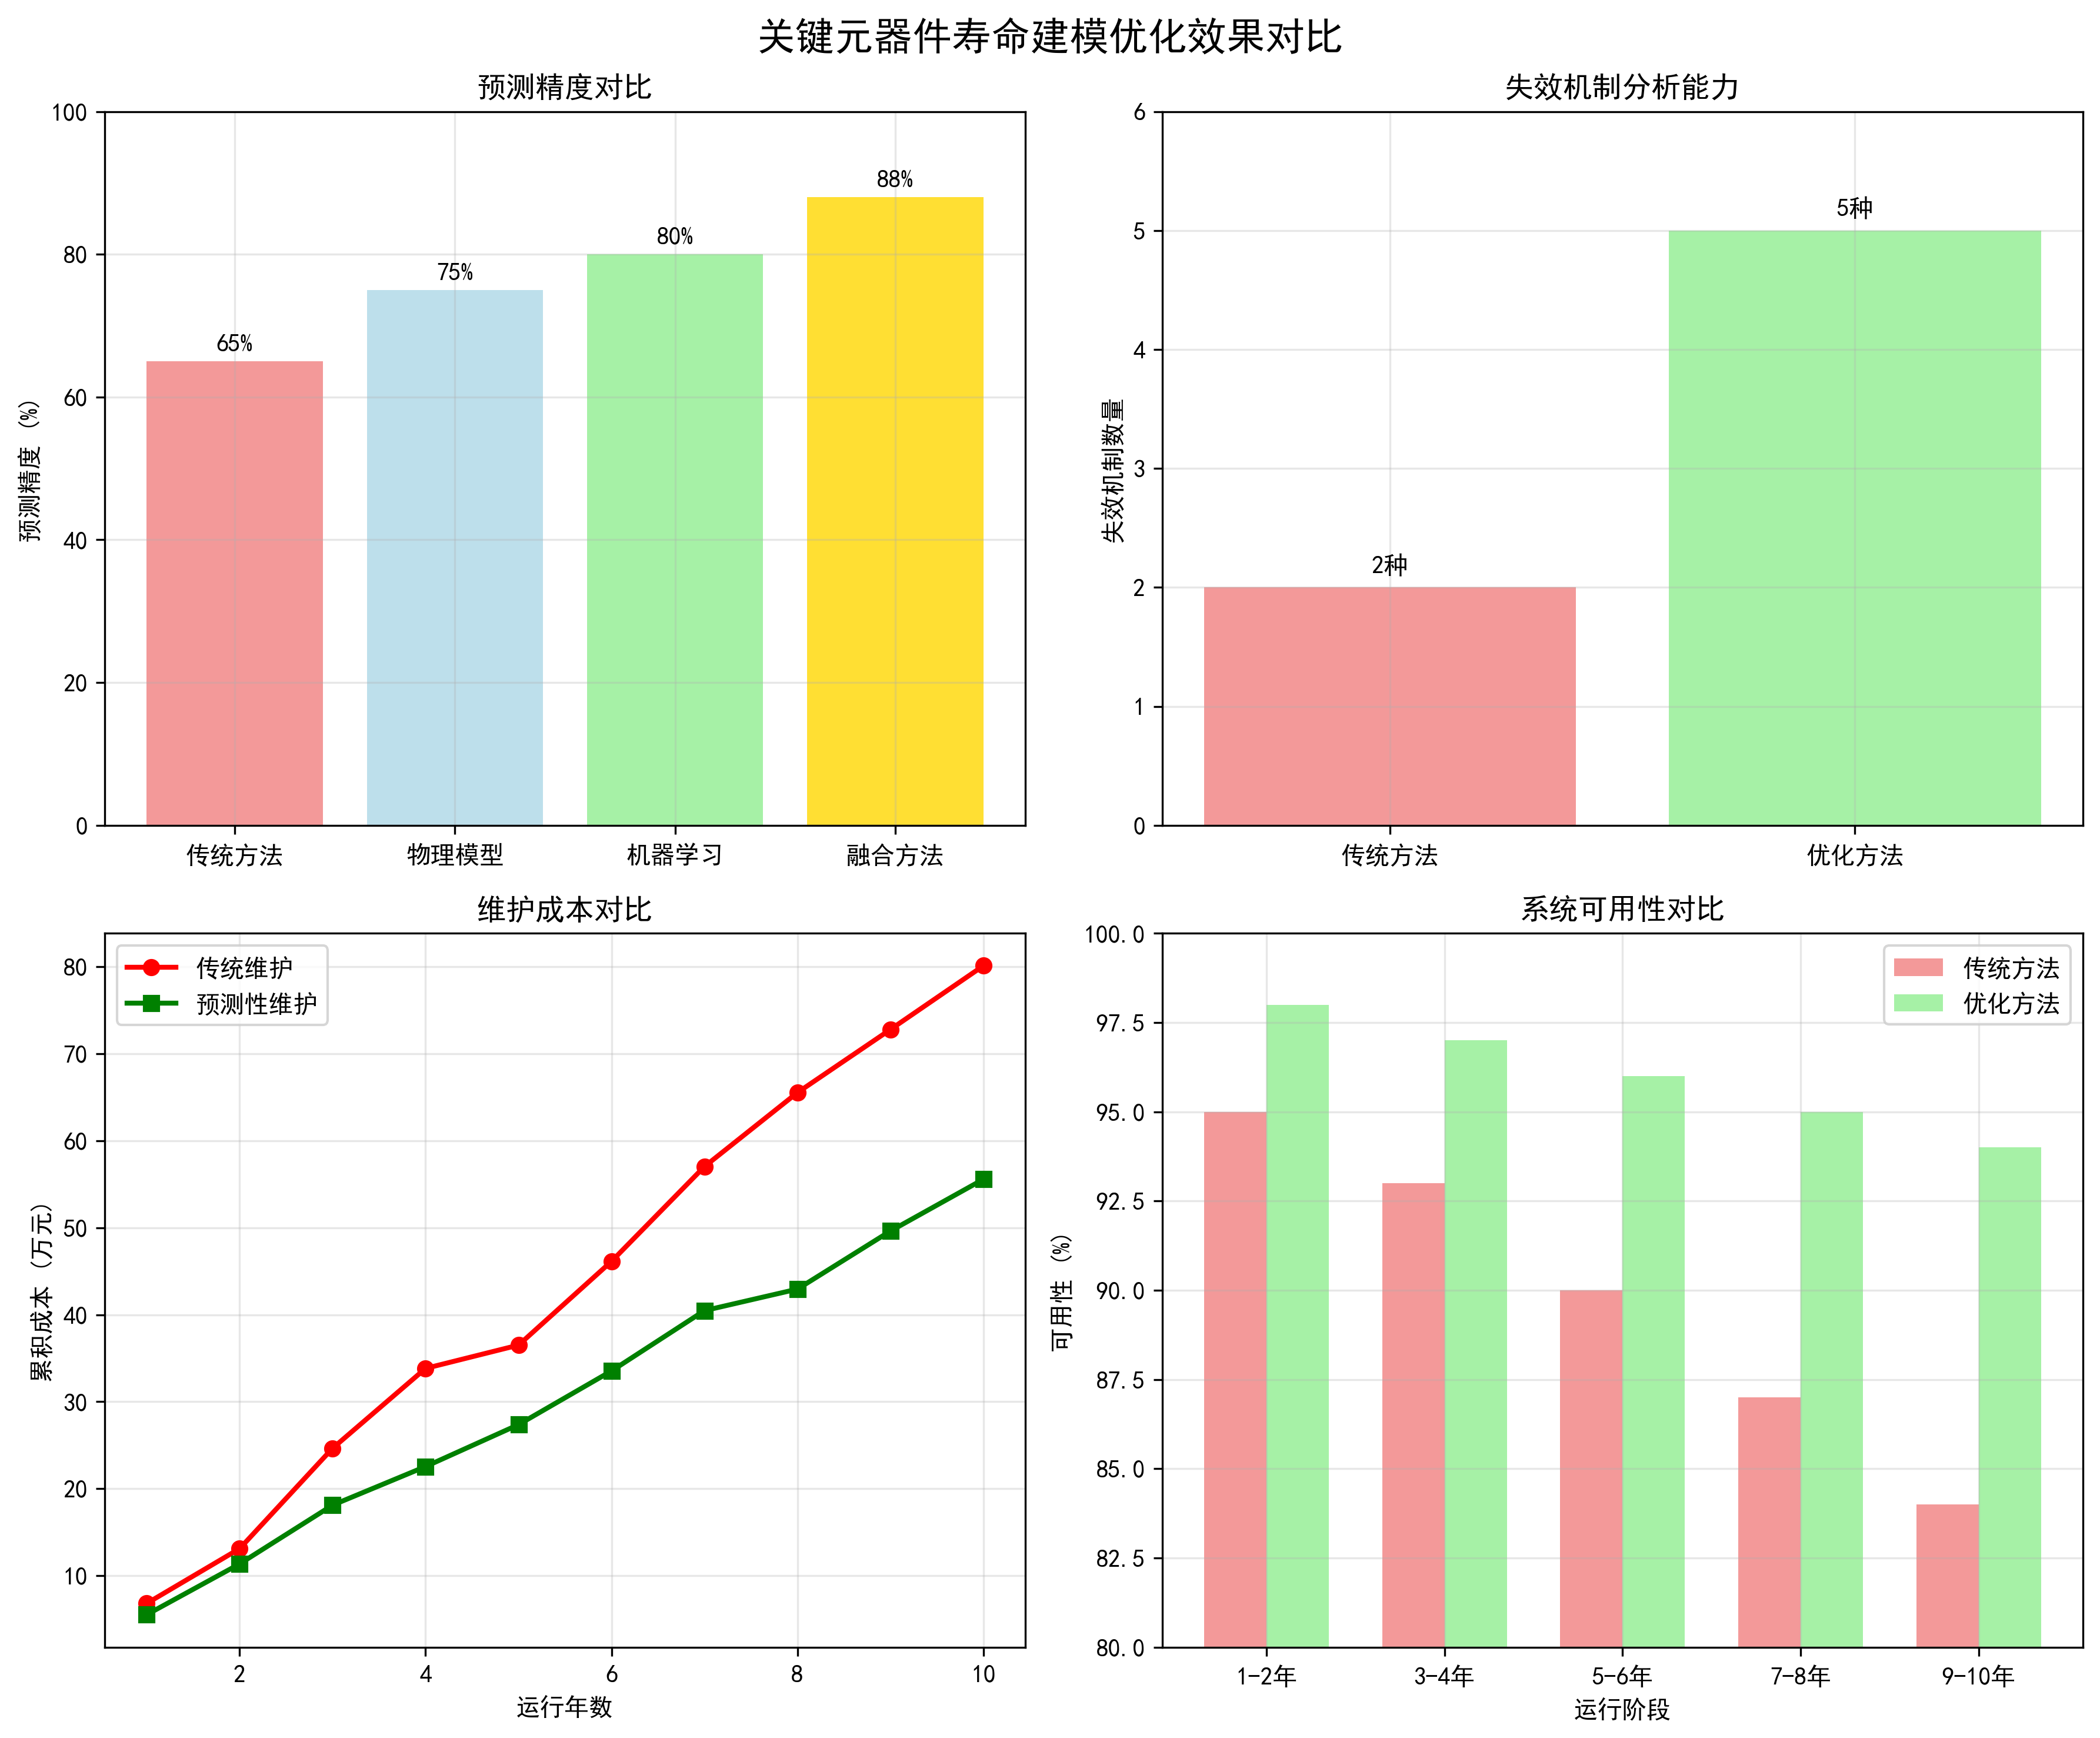 关键元器件寿命建模优化效果对比
预测精度对比
预测精度 (%)
100
80
60
40
20
0
65%
75%
80%
88%
传统方法
物理模型
机器学习
融合方法
失效机制分析能力
失效机制数量
6
5
4
3
2
1
0
2种
5种
传统方法
优化方法
维护成本对比
传统维护
预测性维护
累积成本 (万元)
80
70
60
50
40
30
20
10
2
4
6
8
10
运行年数
系统可用性对比
传统方法
优化方法
可用性 (%)
100.0
97.5
95.0
92.5
90.0
87.5
85.0
82.5
80.0
1-2年
3-4年
5-6年
7-8年
9-10年
运行阶段